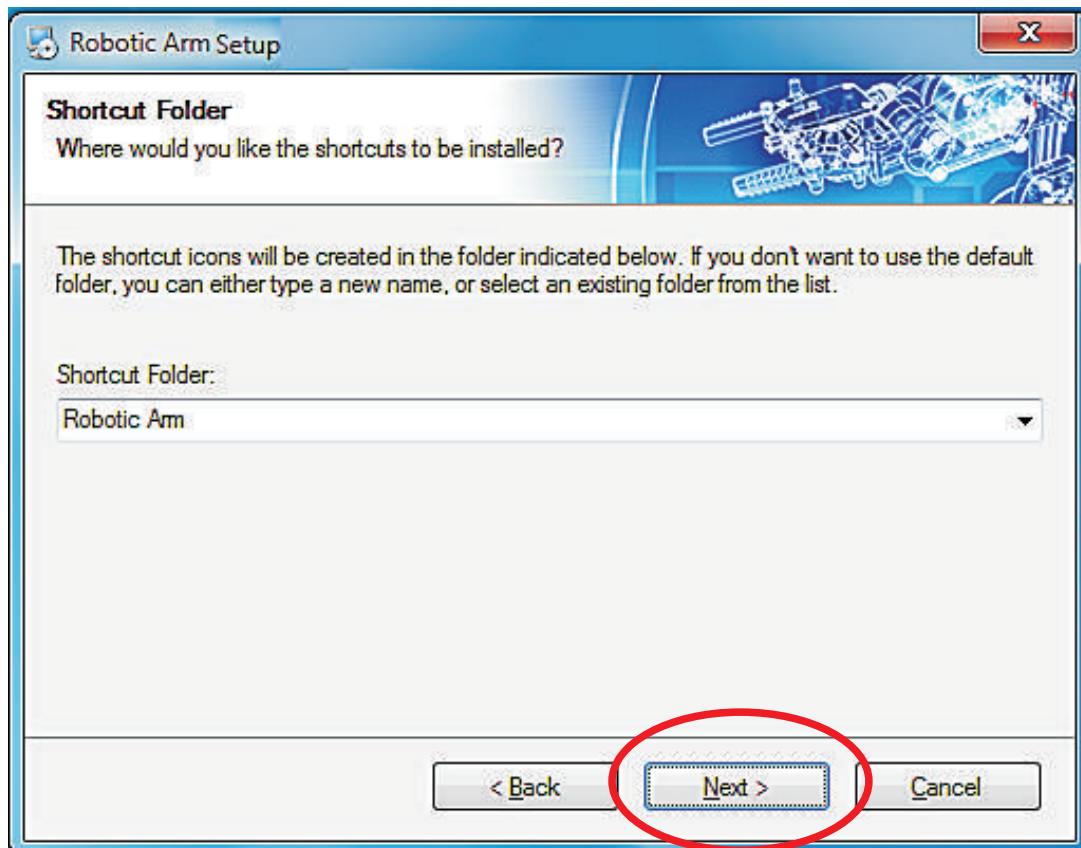 Robotic Arm Setup
Shortcut Folder
Where would you like the shortcuts to be installed?
The shortcut icons will be created in the folder indicated below. If you don't want to use the default
folder, you can either type a new name, or select an existing folder from the list.
Shortcut Folder:
Robotic Arm
< Back Next > Cancel